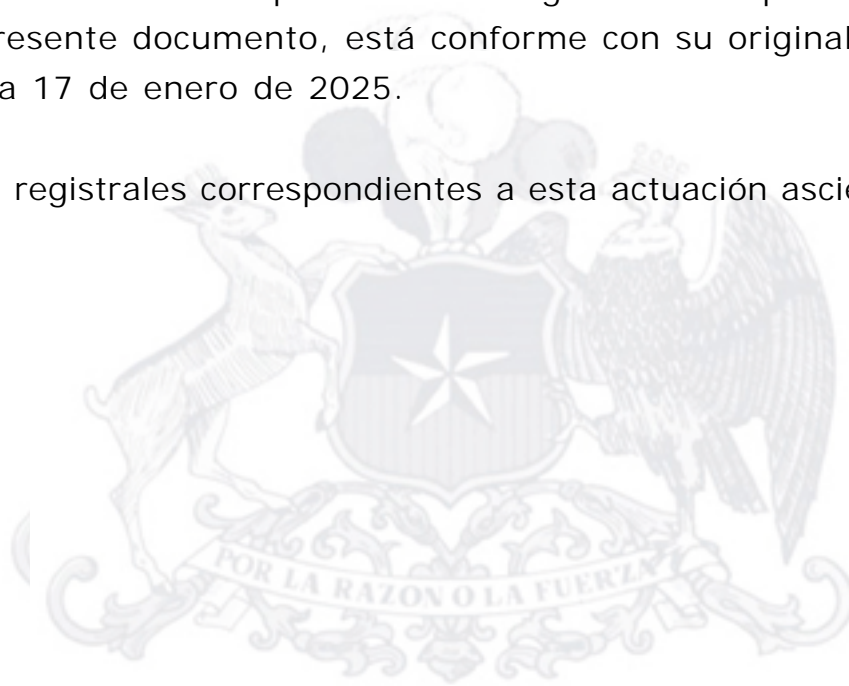 resente documento, está conforme con su original
a 17 de enero de 2025.
registrales correspondientes a esta actuación ascie
POR LA RAZON O LA FUERZA